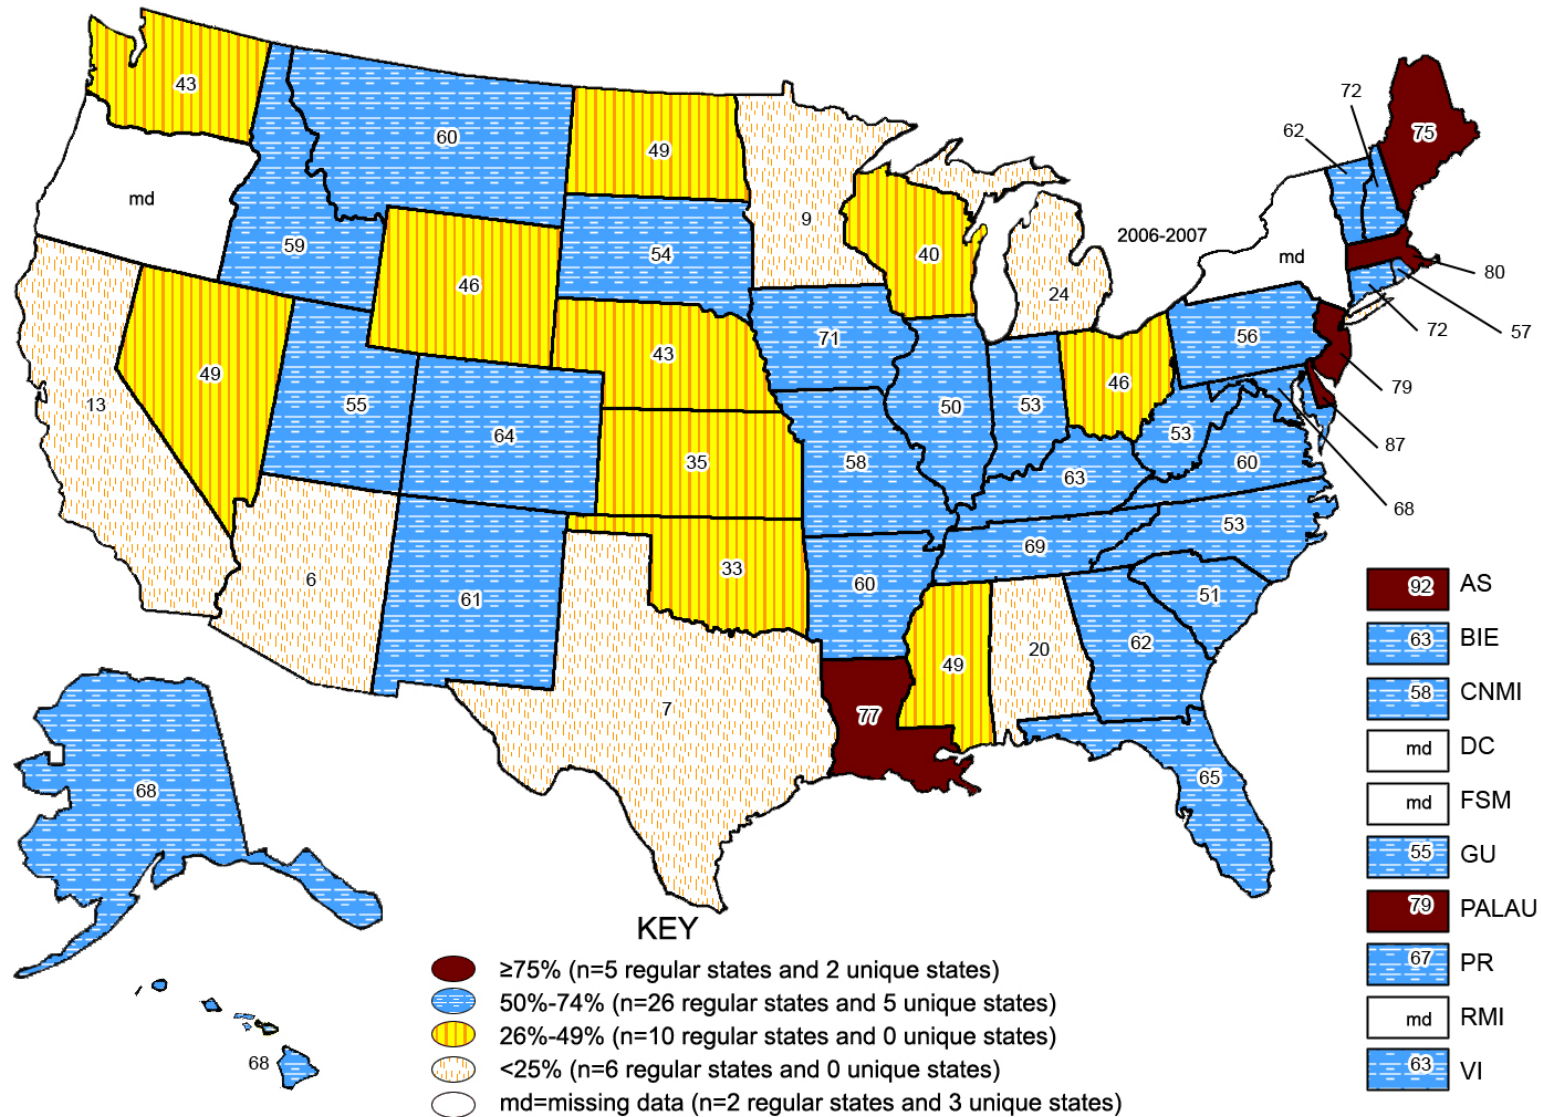 72
62
43
75
60
49
9
md
2006-2007
59
54
40
md
80
46
24
57
71
56
72
43
49
46
79
13
55
50
53
64
53
87
35
58
63
60
68
53
69
33
6
60
61
51
62
20
49
7
77
65
68
68
92 AS
63 BIE
58 CNMI
md DC
md FSM
55 GU
79 PALAU
67 PR
md RMI
63 VI
KEY
≥75% (n=5 regular states and 2 unique states)
50%-74% (n=26 regular states and 5 unique states)
26%-49% (n=10 regular states and 0 unique states)
<25% (n=6 regular states and 0 unique states)
md=missing data (n=2 regular states and 3 unique states)